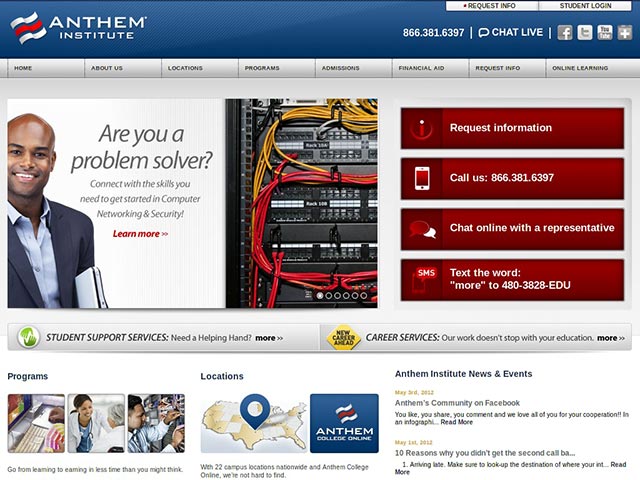 REQUEST INFO
STUDENT LOGIN
ANTHEM
INSTITUTE
866.381.6397 | CHAT LIVE |
HOME
ABOUT US
LOCATIONS
PROGRAMS
ADMISSIONS
FINANCIAL AID
REQUEST INFO
ONLINE LEARNING
Are you a
problem solver?
Connect with the skills you
need to get started in Computer
Networking & Security!
Learn more >>
Rack 10A
Rack 10B
Request information
Call us: 866.381.6397
Chat online with a representative
SMS
Text the word:
"more" to 480-3828-EDU
STUDENT SUPPORT SERVICES: Need a Helping Hand? more >>
NEW
CAREER
AHEAD
CAREER SERVICES: Our work doesn't stop with your education. more >>
Programs
Go from learning to earning in less time than you might think.
Locations
ANTHEM
COLLEGE ONLINE
With 22 campus locations nationwide and Anthem College
Online, we're not hard to find.
Anthem Institute News & Events
May 3rd, 2012
Anthem's Community on Facebook
You like, you share, you comment and we love all of you for your cooperation!! In
an infographi... Read More
May 1st, 2012
10 Reasons why you didn't get the second call ba...
1. Arriving late. Make sure to look-up the destination of where your int... Read
More